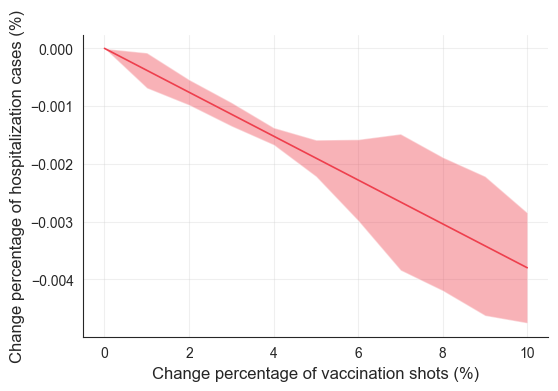 Change percentage of hospitalization cases (%)
0.000
−0.001
−0.002
−0.003
−0.004
0 2 4 6 8 10
Change percentage of vaccination shots (%)